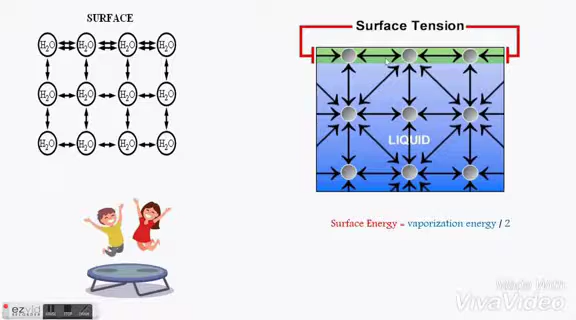 SURFACE
H₂O H₂O H₂O H₂O
H₂O H₂O H₂O H₂O
H₂O H₂O H₂O H₂O
Surface Tension
LIQUID
Surface Energy = vaporization energy / 2
ezvid
Made With
VivaVideo